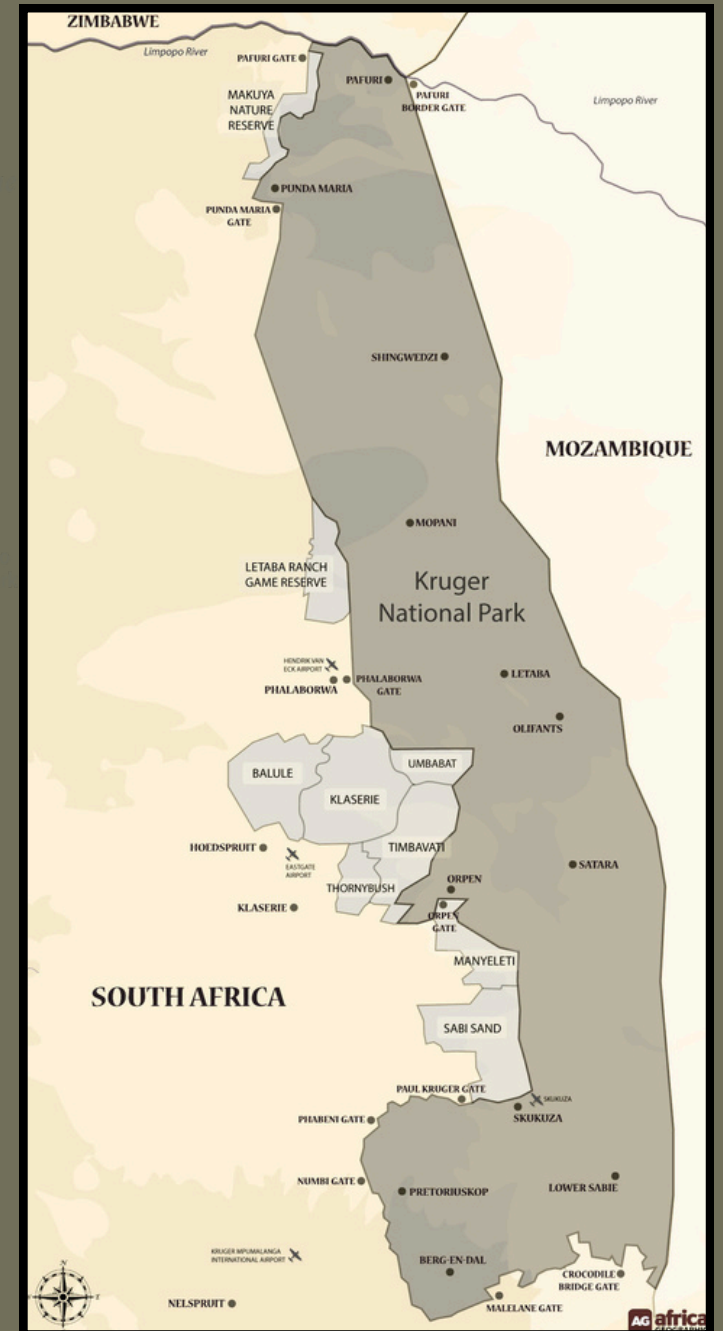 ZIMBABWE
Limpopo River
PAFURI GATE
PAFURI
PAFURI
BORDER GATE
Limpopo River
MAKUYA
NATURE
RESERVE
PUNDA MARIA
PUNDA MARIA
GATE
SHINGWEDZI
MOZAMBIQUE
MOPANI
LETABA RANCH
GAME RESERVE
Kruger
National Park
HENDRIK VAN
ECK AIRPORT
PHALABORWA
PHALABORWA
GATE
LETABA
OLIFANTS
UMBABAT
BALULE
KLASERIE
TIMBAVATI
HOEDSPRUIT
EASTGATE
AIRPORT
SATARA
THORNYBUSH
ORPEN
KLASERIE
ORPEN
GATE
MANYELETI
SOUTH AFRICA
SABI SAND
PAUL KRUGER GATE
SKUKUZA
SKUKUZA
PHABENI GATE
NUMBI GATE
PRETORIUSKOP
LOWER SABIE
KRUGER MPUMALANGA
INTERNATIONAL AIRPORT
BERG-EN-DAL
CROCODILE
BRIDGE GATE
N
NELSPRUIT
MALELANE GATE
AG africa